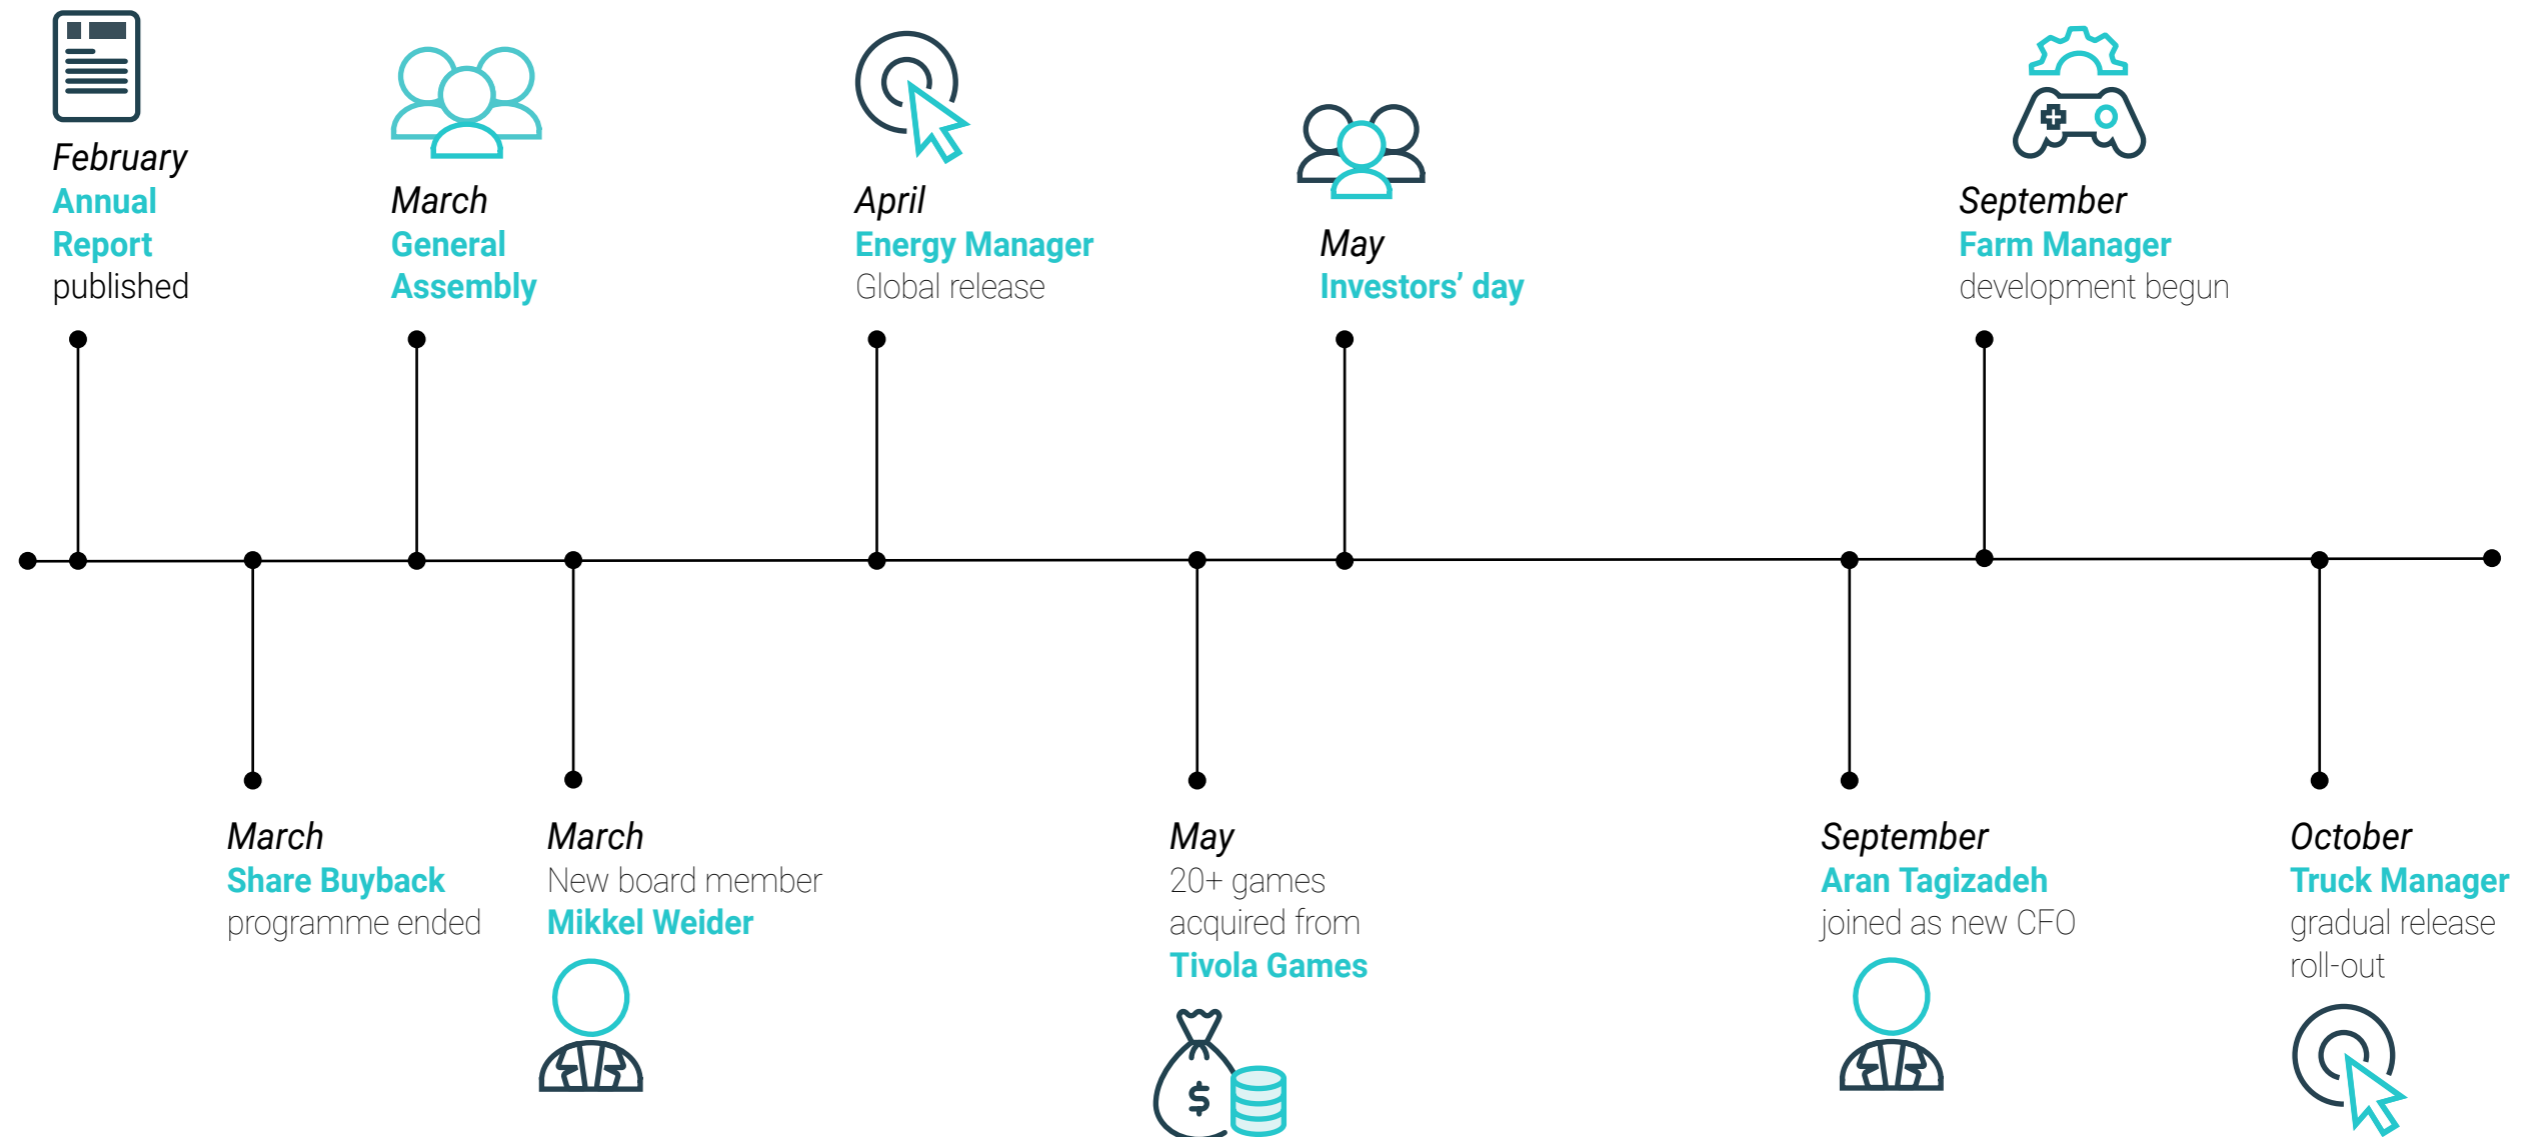 February
Annual
Report
published
March
General
Assembly
April
Energy Manager
Global release
May
Investors’ day
September
Farm Manager
development begun
March
Share Buyback
programme ended
March
New board member
Mikkel Weider
May
20+ games
acquired from
Tivola Games
$
September
Aran Tagizadeh
joined as new CFO
October
Truck Manager
gradual release
roll-out